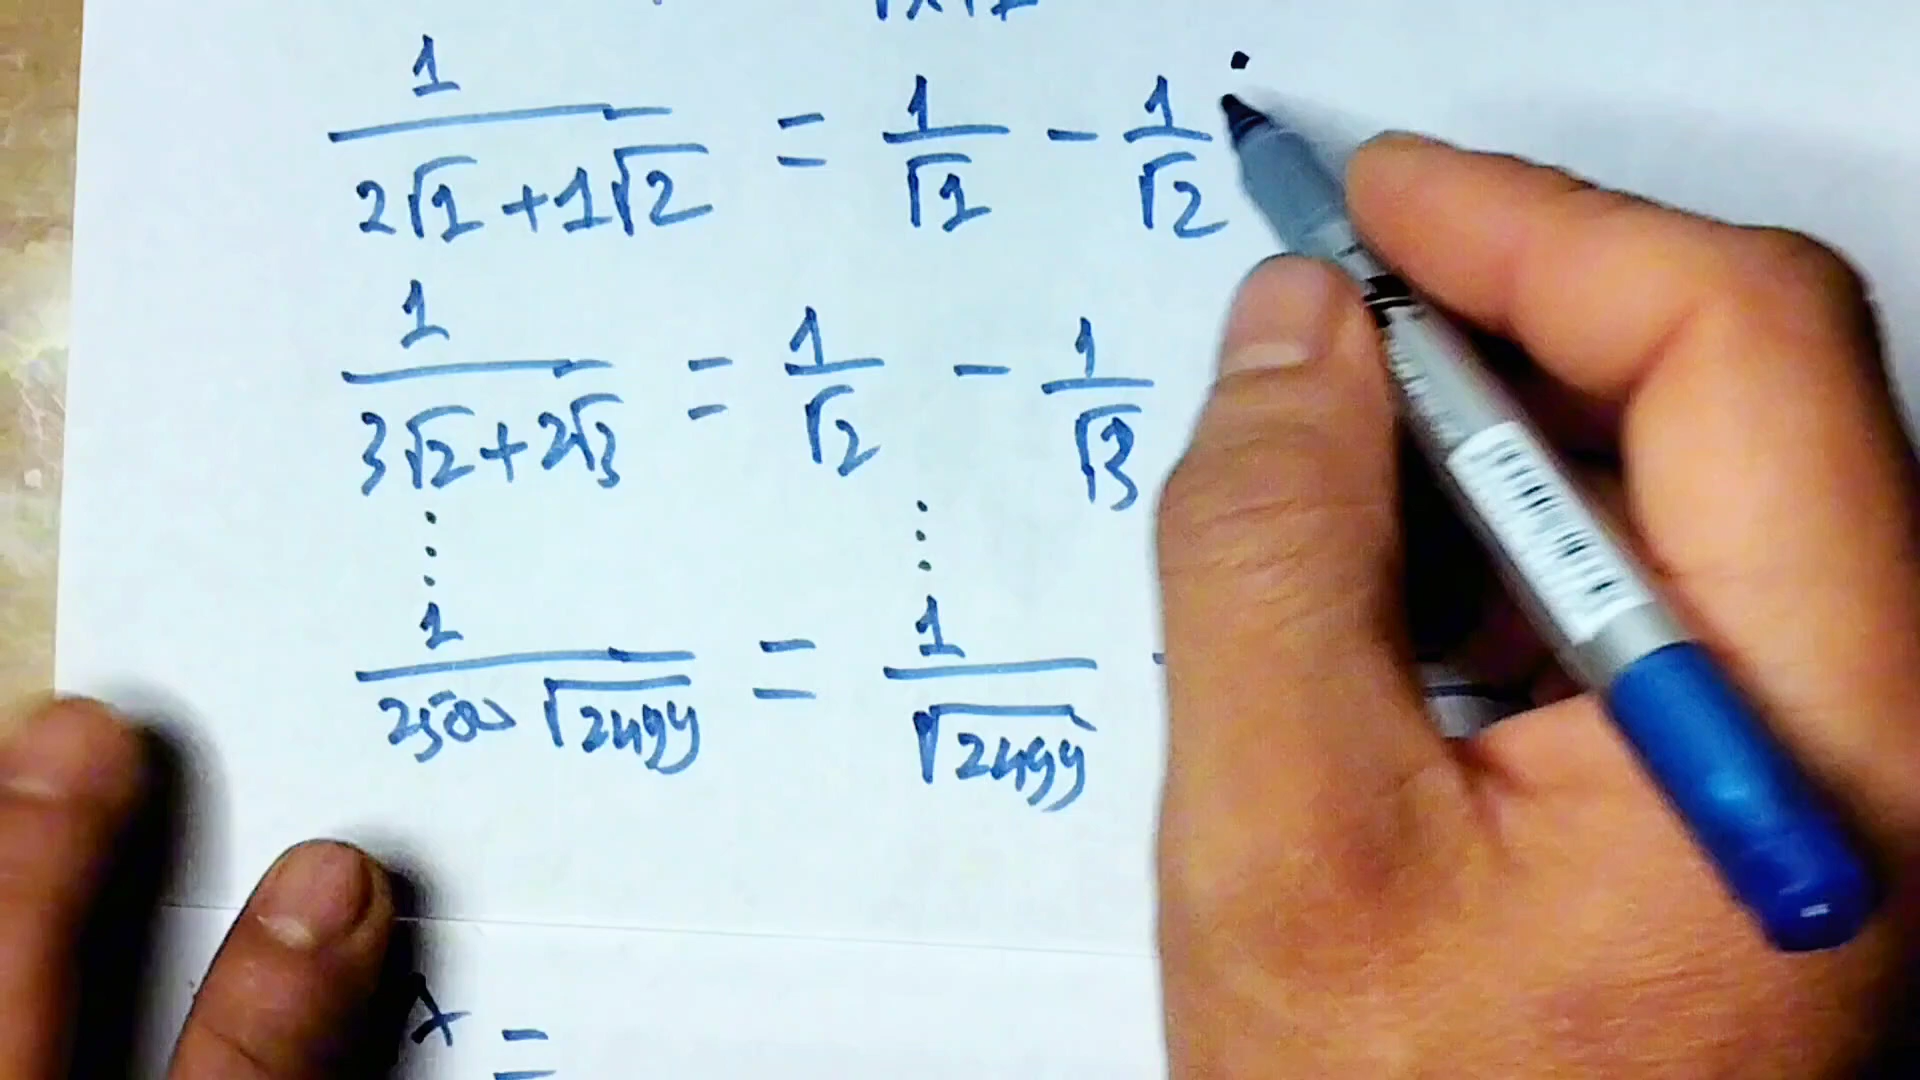 1/(2√1 + 1√2) = 1/√1 - 1/√2
1/(3√2 + 2√3) = 1/√2 - 1/√3
⋮ ⋮
1/(2500 √2499) = 1/√2499 -
=